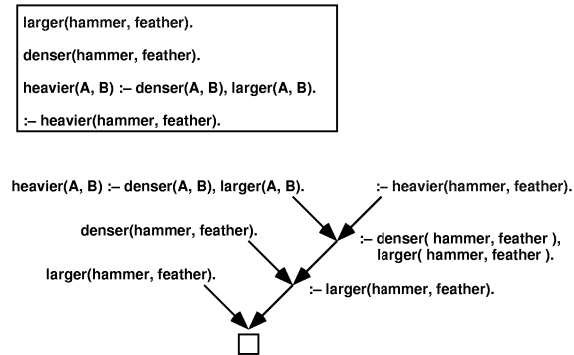 larger(hammer, feather).
denser(hammer, feather).
heavier(A, B) :– denser(A, B), larger(A, B).
:– heavier(hammer, feather).
heavier(A, B) :– denser(A, B), larger(A, B).
:– heavier(hammer, feather).
denser(hammer, feather).
:– denser( hammer, feather ),
larger( hammer, feather ).
larger(hammer, feather).
:– larger(hammer, feather).